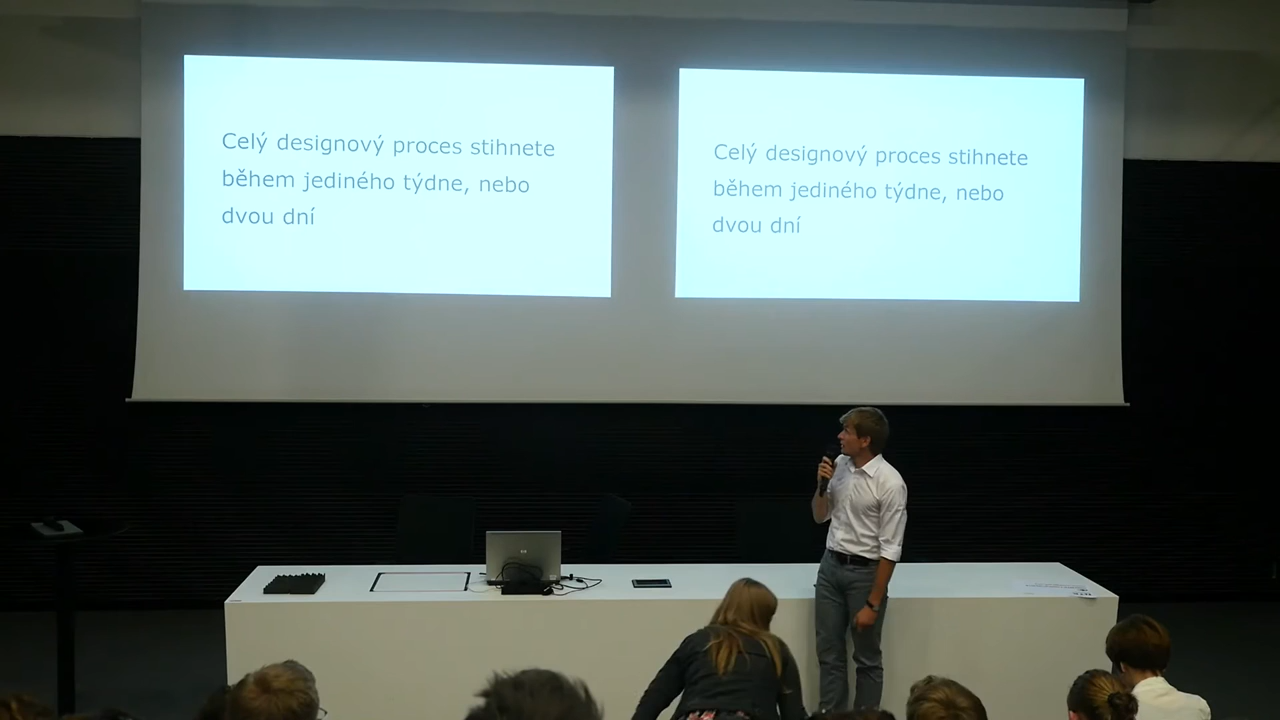 Celý designový proces stihnete
během jediného týdne, nebo
dvou dní
Celý designový proces stihnete
během jediného týdne, nebo
dvou dní